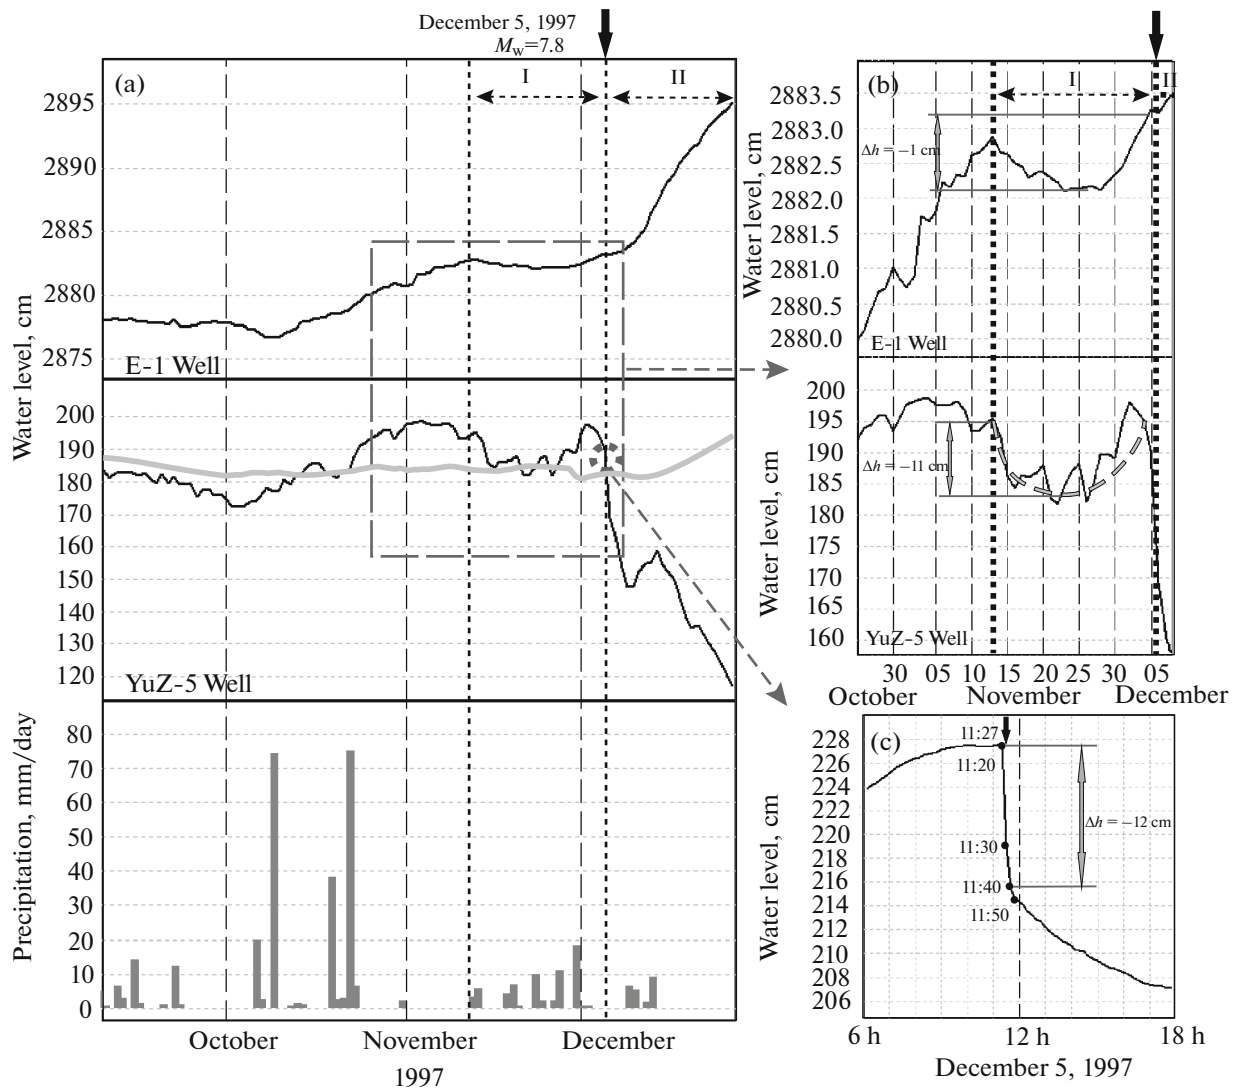 December 5, 1997
Mw=7.8
(a)
I
II
2895
2890
2885
2880
2875
E-1 Well
Water level, cm
200
190
180
170
160
150
140
130
120
YuZ-5 Well
80
70
60
50
40
30
20
10
0
Precipitation, mm/day
October
November
December
1997
(b)
I
II
2883.5
2883.0
2882.5
2882.0
2881.5
2881.0
2880.5
2880.0
Water level, cm
Δh = −1 cm
E-1 Well
200
195
190
185
180
175
170
165
160
Water level, cm
Δh = −11 cm
YuZ-5 Well
30 05 10 15 20 25 30 05
October November December
(c)
228
226
224
222
220
218
216
214
212
210
208
206
Water level, cm
11:27
11:20
11:30
11:40
11:50
Δh = −12 cm
6 h 12 h 18 h
December 5, 1997